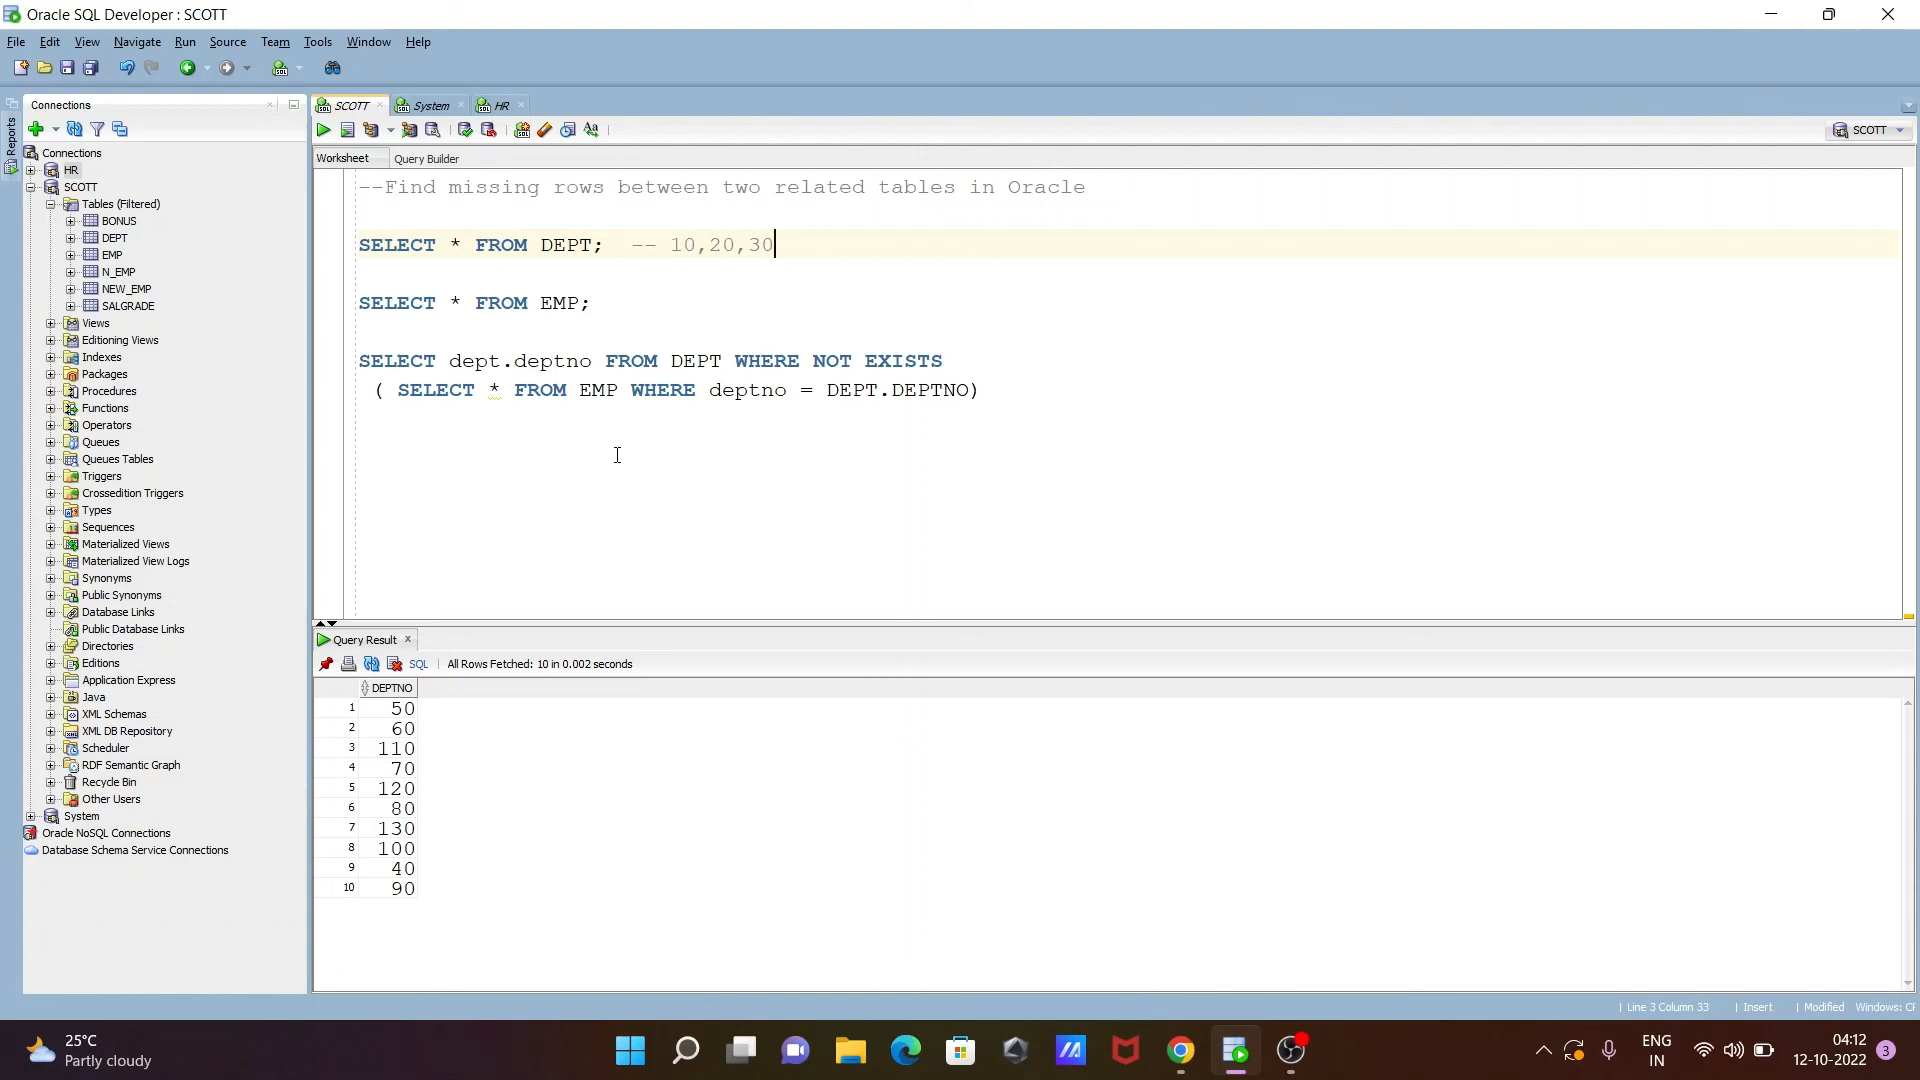 Oracle SQL Developer : SCOTT
File Edit View Navigate Run Source Team Tools Window Help
Reports
Connections
Connections
HR
SCOTT
Tables (Filtered)
BONUS
DEPT
EMP
N_EMP
NEW_EMP
SALGRADE
Views
Editioning Views
Indexes
Packages
Procedures
Functions
Operators
Queues
Queues Tables
Triggers
Crossedition Triggers
Types
Sequences
Materialized Views
Materialized View Logs
Synonyms
Public Synonyms
Database Links
Public Database Links
Directories
Editions
Application Express
Java
XML Schemas
XML DB Repository
Scheduler
RDF Semantic Graph
Recycle Bin
Other Users
System
Oracle NoSQL Connections
Database Schema Service Connections
SCOTT System HR
Aa
SCOTT
Worksheet Query Builder
--Find missing rows between two related tables in Oracle
SELECT * FROM DEPT; -- 10,20,30
SELECT * FROM EMP;
SELECT dept.deptno FROM DEPT WHERE NOT EXISTS
( SELECT * FROM EMP WHERE deptno = DEPT.DEPTNO)
Query Result
SQL | All Rows Fetched: 10 in 0.002 seconds
DEPTNO
1 50
2 60
3 110
4 70
5 120
6 80
7 130
8 100
9 40
10 90
| Line 3 Column 33 | Insert | Modified Windows: CF
25°C
Partly cloudy
ENG
IN
04:12
12-10-2022
3